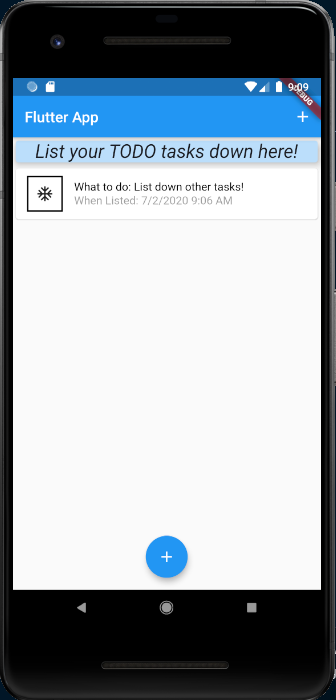 9:09
DEBUG
Flutter App
List your TODO tasks down here!
What to do: List down other tasks!
When Listed: 7/2/2020 9:06 AM